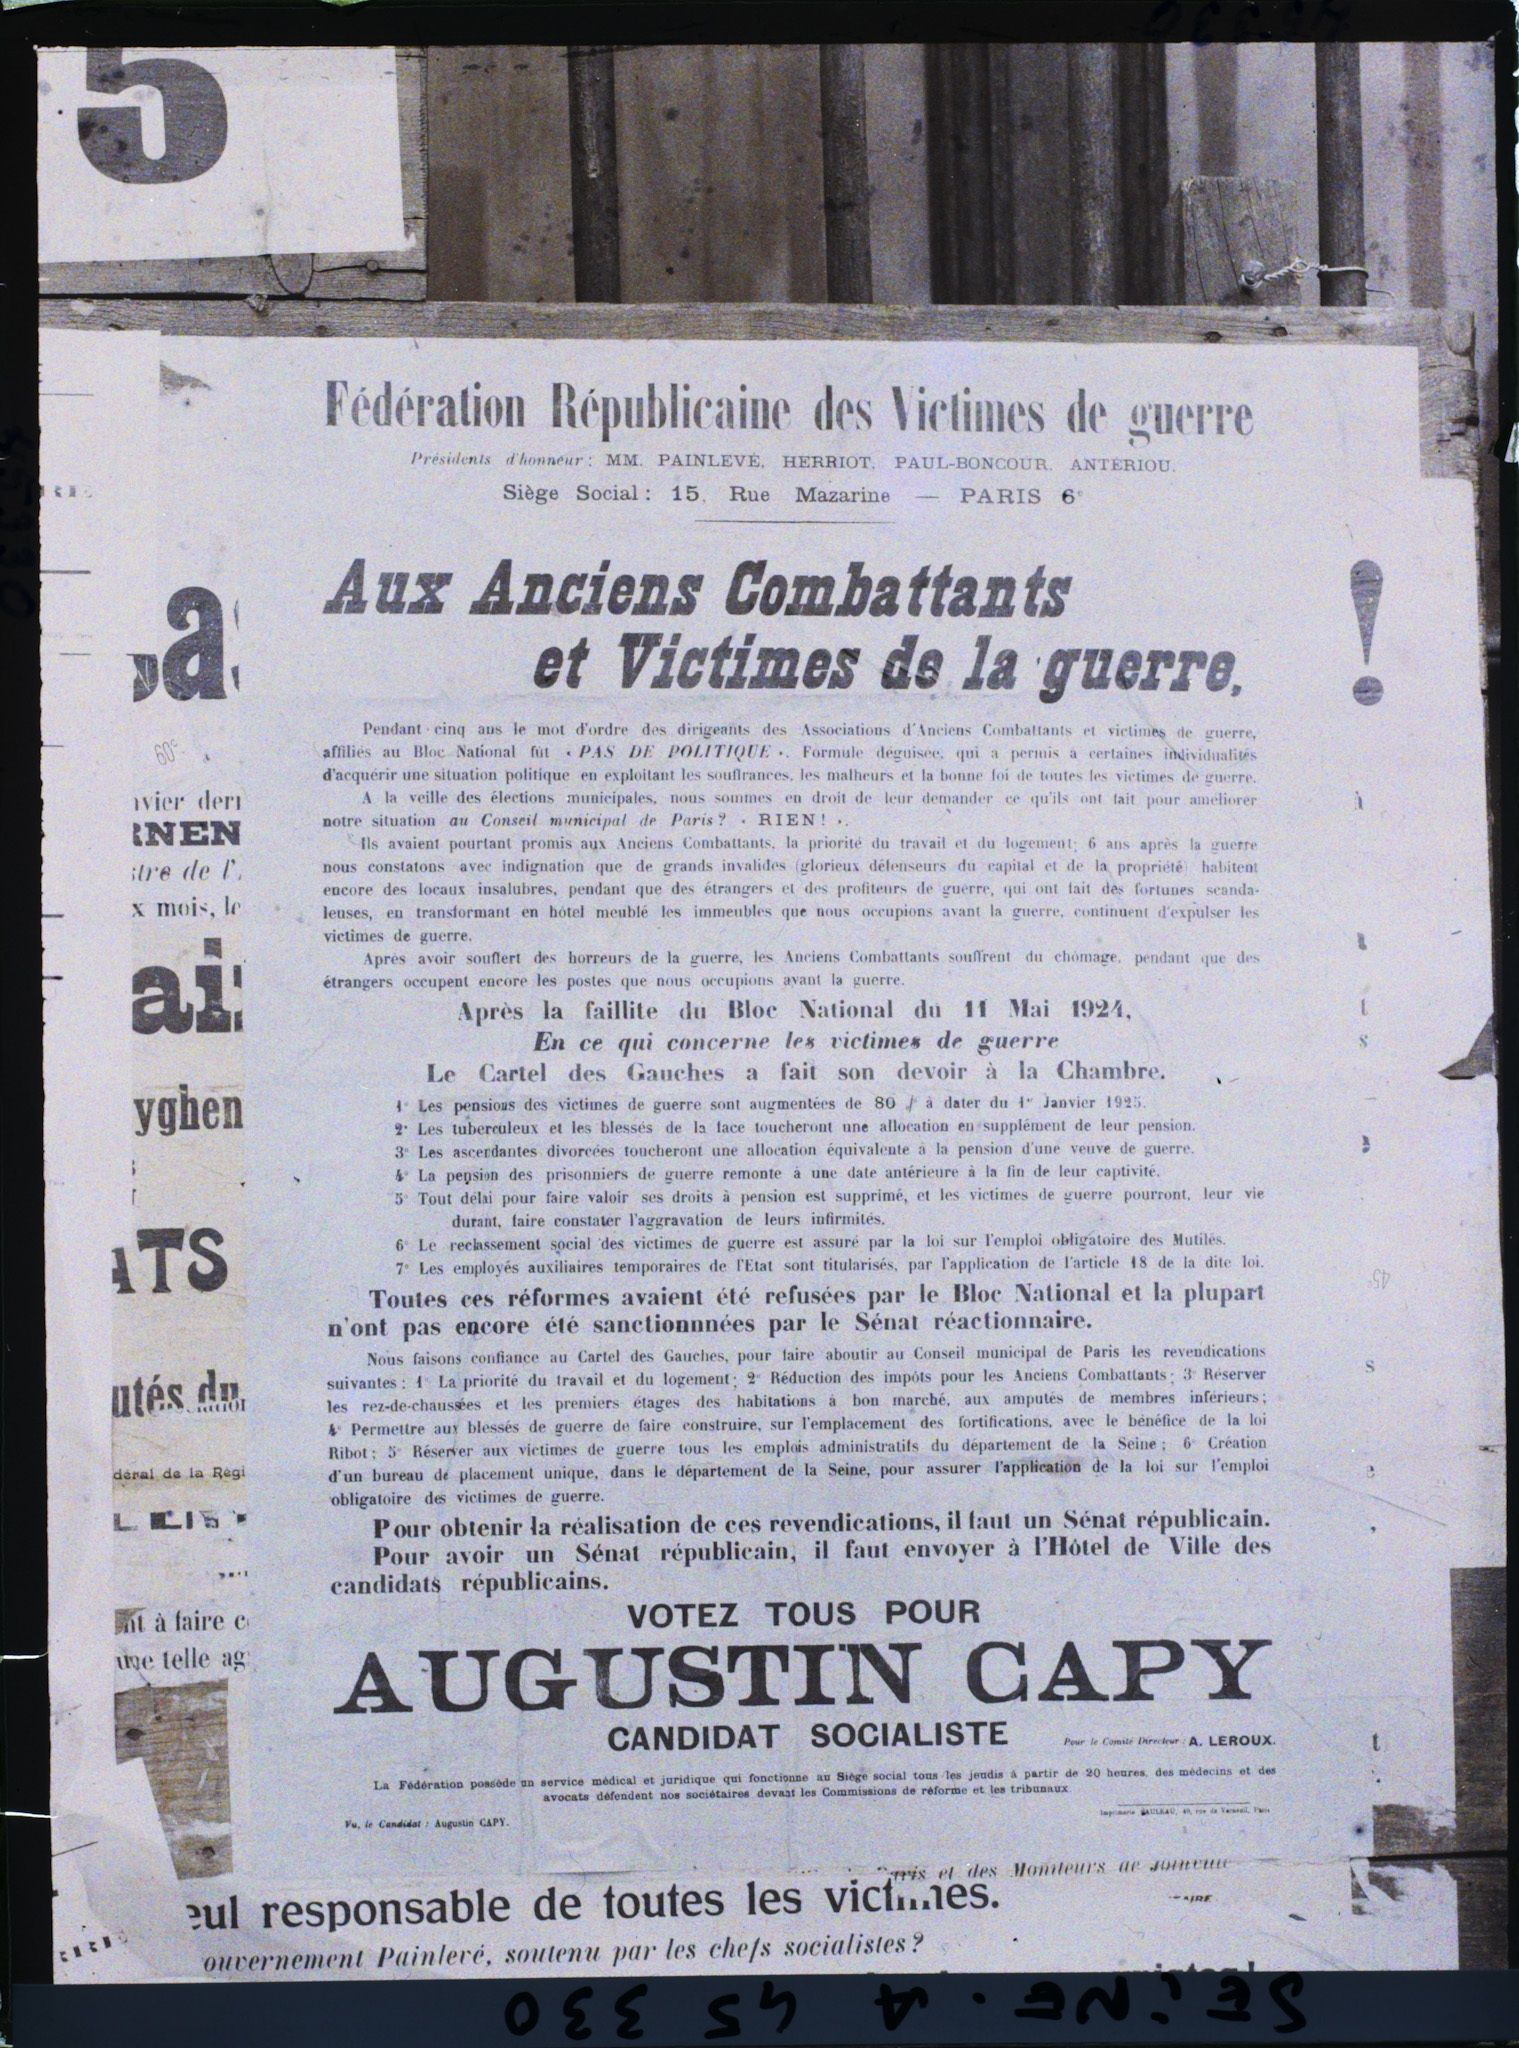 5
Fédération Républicaine des Victimes de guerre
Présidents d'honneur : MM. PAINLEVÉ, HERRIOT, PAUL-BONCOUR, ANTÉRIOU.
Siège Social : 15, Rue Mazarine — PARIS 6e
Aux Anciens Combattants
et Victimes de la guerre,
!
Pendant cinq ans le mot d'ordre des dirigeants des Associations d'Anciens Combattants et victimes de guerre,
affiliés au Bloc National fût « PAS DE POLITIQUE ». Formule déguisée, qui a permis à certaines individualités
d'acquérir une situation politique en exploitant les souffrances, les malheurs et la bonne foi de toutes les victimes de guerre.
A la veille des élections municipales, nous sommes en droit de leur demander ce qu'ils ont fait pour améliorer
notre situation au Conseil municipal de Paris ? « RIEN ! ».
Ils avaient pourtant promis aux Anciens Combattants, la priorité du travail et du logement; 6 ans après la guerre
nous constatons avec indignation que de grands invalides (glorieux défenseurs du capital et de la propriété) habitent
encore des locaux insalubres, pendant que des étrangers et des profiteurs de guerre, qui ont fait des fortunes scanda-
leuses, en transformant en hôtel meublé les immeubles que nous occupions avant la guerre, continuent d'expulser les
victimes de guerre.
Après avoir souffert des horreurs de la guerre, les Anciens Combattants souffrent du chômage, pendant que des
étrangers occupent encore les postes que nous occupions avant la guerre.
Après la faillite du Bloc National du 11 Mai 1924,
En ce qui concerne les victimes de guerre
Le Cartel des Gauches a fait son devoir à la Chambre.
1° Les pensions des victimes de guerre sont augmentées de 80 % à dater du 1er Janvier 1925.
2° Les tuberculeux et les blessés de la face toucheront une allocation en supplément de leur pension.
3° Les ascendantes divorcées toucheront une allocation équivalente à la pension d'une veuve de guerre.
4° La pension des prisonniers de guerre remonte à une date antérieure à la fin de leur captivité.
5° Tout délai pour faire valoir ses droits à pension est supprimé, et les victimes de guerre pourront, leur vie
durant, faire constater l'aggravation de leurs infirmités.
6° Le reclassement social des victimes de guerre est assuré par la loi sur l'emploi obligatoire des Mutilés.
7° Les employés auxiliaires temporaires de l'Etat sont titularisés, par l'application de l'article 18 de la dite loi.
Toutes ces réformes avaient été refusées par le Bloc National et la plupart
n'ont pas encore été sanctionnnées par le Sénat réactionnaire.
Nous faisons confiance au Cartel des Gauches, pour faire aboutir au Conseil municipal de Paris les revendications
suivantes : 1° La priorité du travail et du logement; 2° Réduction des impôts pour les Anciens Combattants; 3° Réserver
les rez-de-chaussées et les premiers étages des habitations à bon marché, aux amputés de membres inférieurs;
4° Permettre aux blessés de guerre de faire construire, sur l'emplacement des fortifications, avec le bénéfice de la loi
Ribot; 5° Réserver aux victimes de guerre tous les emplois administratifs du département de la Seine; 6° Création
d'un bureau de placement unique, dans le département de la Seine, pour assurer l'application de la loi sur l'emploi
obligatoire des victimes de guerre.
Pour obtenir la réalisation de ces revendications, il faut un Sénat républicain.
Pour avoir un Sénat républicain, il faut envoyer à l'Hôtel de Ville des
candidats républicains.
VOTEZ TOUS POUR
AUGUSTIN CAPY
CANDIDAT SOCIALISTE
Pour le Comité Directeur : A. LEROUX.
La Fédération possède un service médical et juridique qui fonctionne au Siège social tous les jeudis à partir de 20 heures, des médecins et des
avocats défendent nos sociétaires devant les Commissions de réforme et les tribunaux.
Vu, le Candidat : Augustin CAPY.
ivier dern
RNEN
stre de l'
x mois, le
air
yghen
ATS
utés du
déral de la Régi
nt à faire c
une telle ag
1
eul responsable de toutes les victimes.
ouvernement Painlevé, soutenu par les chefs socialistes ?
SEINE . A 45 330